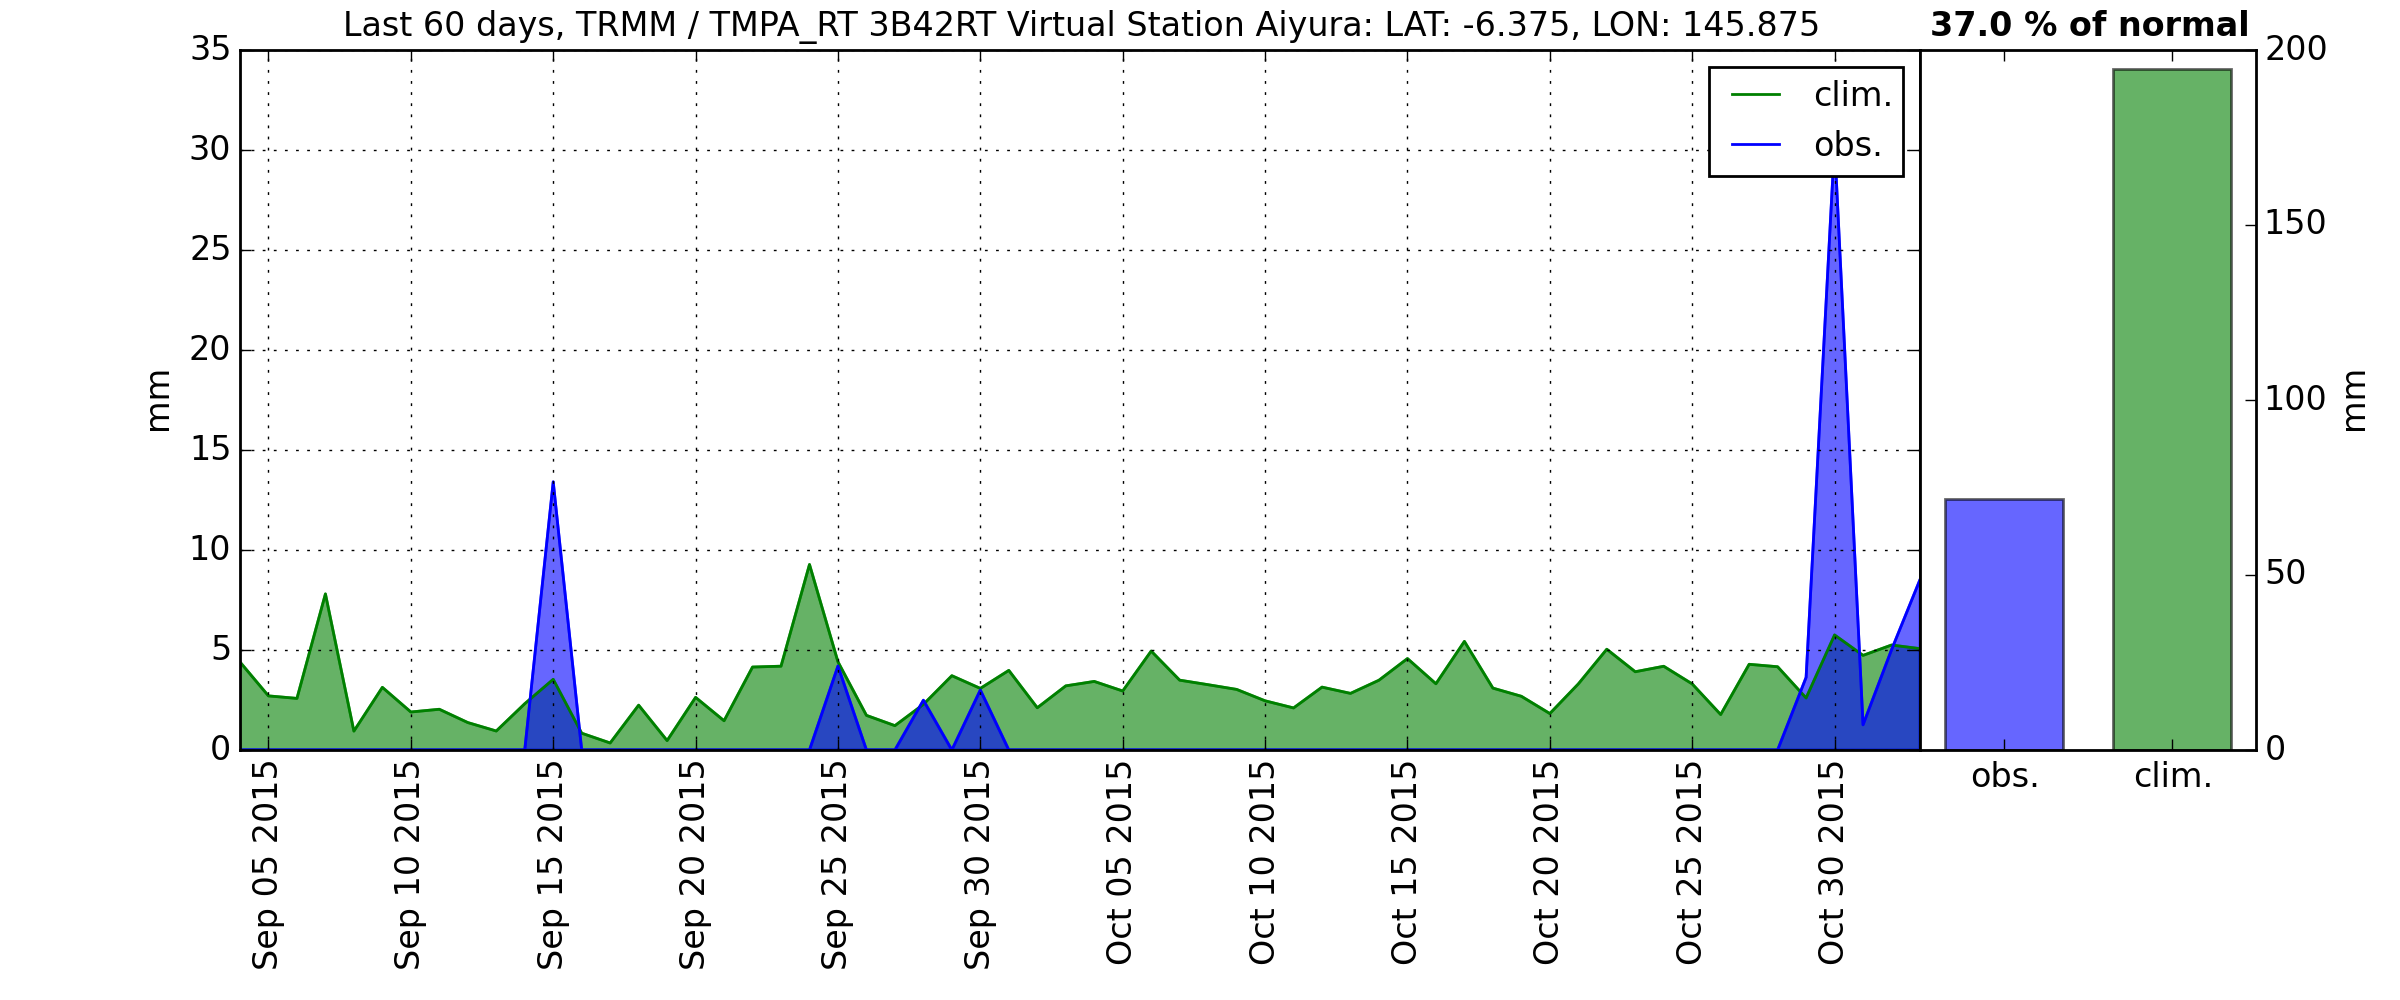 Last 60 days, TRMM / TMPA_RT 3B42RT Virtual Station Aiyura: LAT: -6.375, LON: 145.875
37.0 % of normal
35
30
25
20
15
10
5
0
mm
clim.
obs.
200
150
100
50
0
mm
obs.
clim.
Sep 05 2015
Sep 10 2015
Sep 15 2015
Sep 20 2015
Sep 25 2015
Sep 30 2015
Oct 05 2015
Oct 10 2015
Oct 15 2015
Oct 20 2015
Oct 25 2015
Oct 30 2015